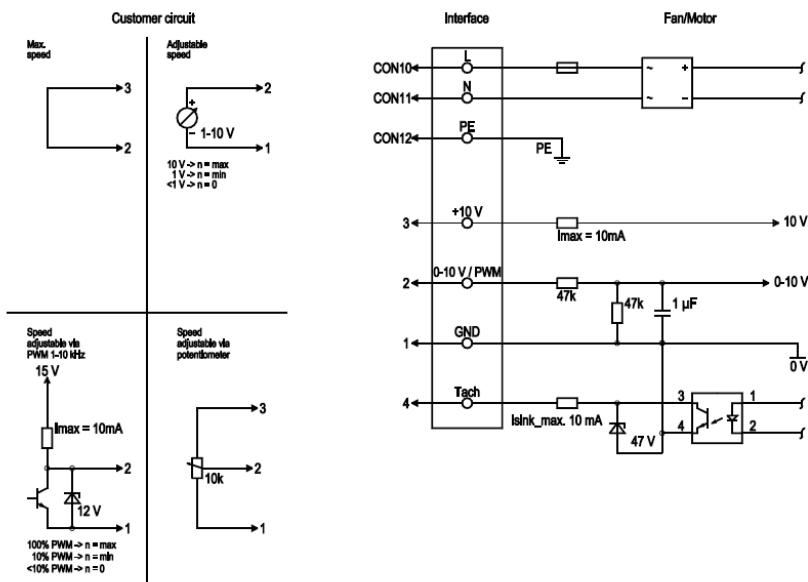 Customer circuit
Interface
Fan/Motor
Max.
speed
3
2
Adjustable
speed
2
+
–
1-10 V
1
10 V -> n = max
1 V -> n = min
<1 V -> n = 0
Speed
adjustable via
PWM 1-10 kHz
15 V
Imax = 10mA
2
12 V
1
100% PWM -> n = max
10% PWM -> n = min
<10% PWM -> n = 0
Speed
adjustable via
potentiometer
3
2
10k
1
CON10
L
~
+
CON11
N
~
–
CON12
PE
PE
3
+10 V
Imax = 10mA
10 V
2
0-10 V / PWM
47k
47k
1 µF
0-10 V
1
GND
0 V
4
Tach
Isink_max. 10 mA
47 V
3
4
1
2